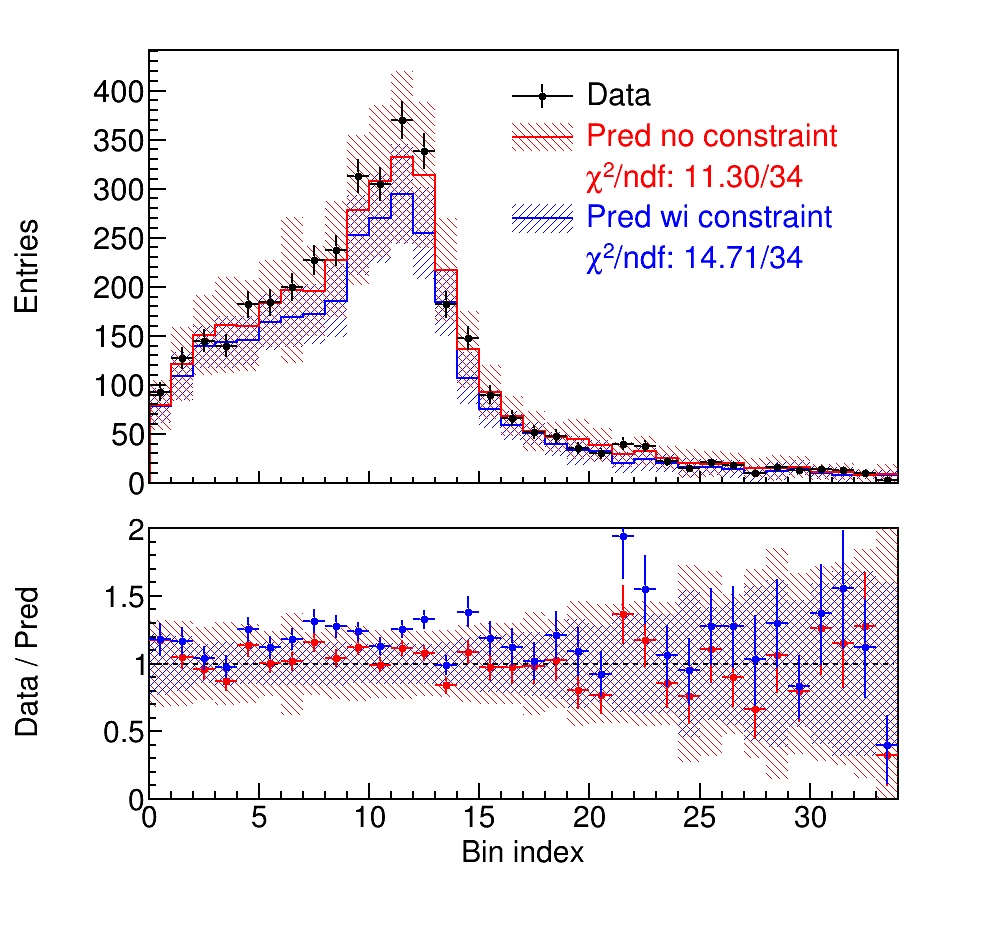 Entries
400
350
300
250
200
150
100
50
0
Data
Pred no constraint
χ²/ndf: 11.30/34
Pred wi constraint
χ²/ndf: 14.71/34
Data / Pred
2
1.5
1
0.5
0
0 5 10 15 20 25 30
Bin index